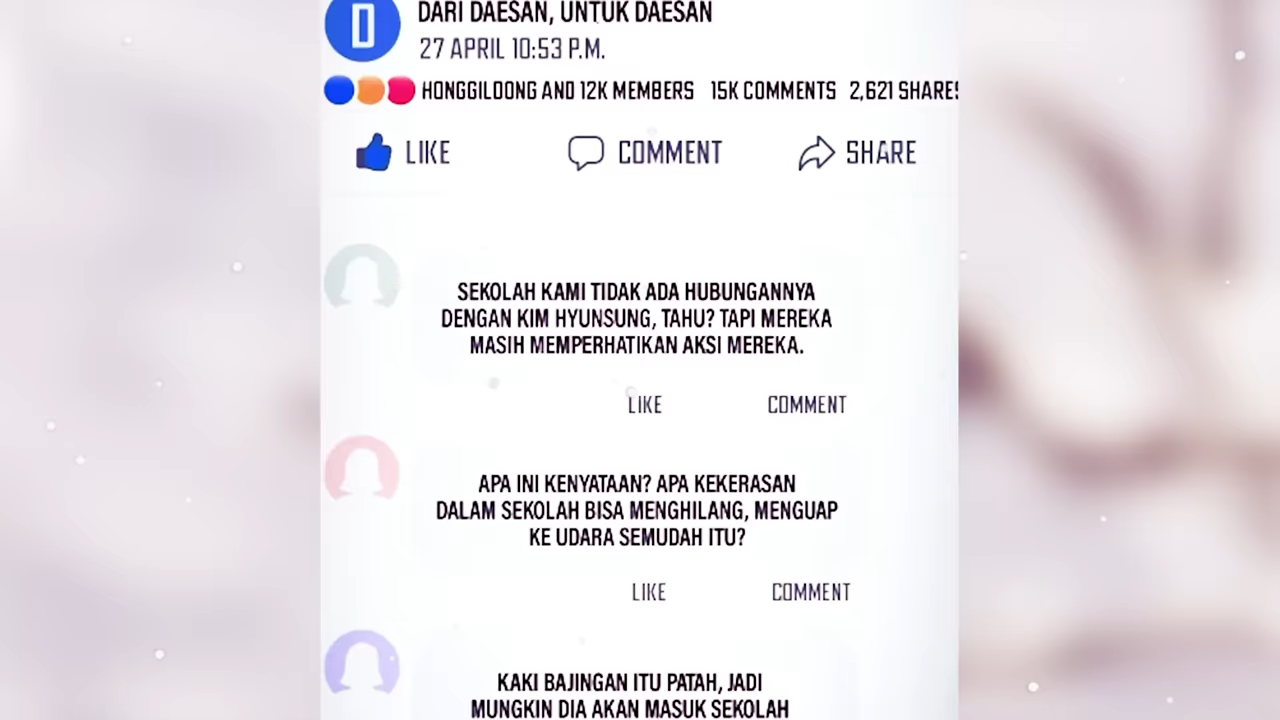 DARI DAESAN, UNTUK DAESAN
27 APRIL 10:53 P.M.
HONGGILDONG AND 12K MEMBERS 15K COMMENTS 2,621 SHARES
LIKE COMMENT SHARE
SEKOLAH KAMI TIDAK ADA HUBUNGANNYA
DENGAN KIM HYUNSUNG, TAHU? TAPI MEREKA
MASIH MEMPERHATIKAN AKSI MEREKA.
LIKE COMMENT
APA INI KENYATAAN? APA KEKERASAN
DALAM SEKOLAH BISA MENGHILANG, MENGUAP
KE UDARA SEMUDAH ITU?
LIKE COMMENT
KAKI BAJINGAN ITU PATAH, JADI
MUNGKIN DIA AKAN MASUK SEKOLAH